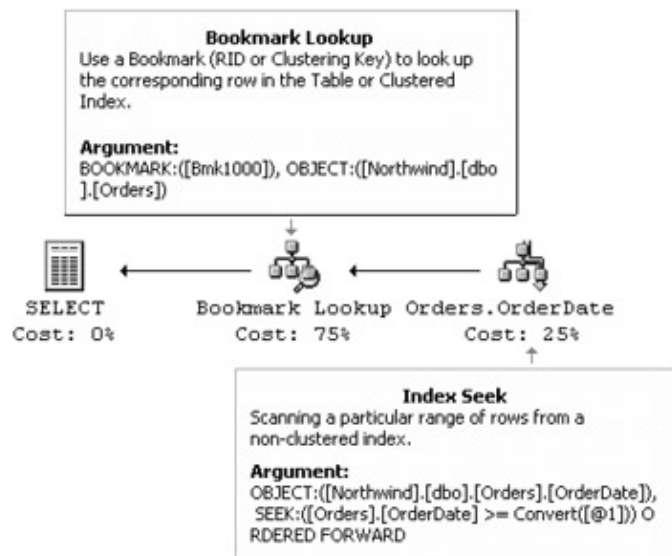 Bookmark Lookup
Use a Bookmark (RID or Clustering Key) to look up
the corresponding row in the Table or Clustered
Index.
Argument:
BOOKMARK:([Bmk1000]), OBJECT:([Northwind].[dbo
].[Orders])
SELECT
Cost: 0%
Bookmark Lookup
Cost: 75%
Orders.OrderDate
Cost: 25%
Index Seek
Scanning a particular range of rows from a
non-clustered index.
Argument:
OBJECT:([Northwind].[dbo].[Orders].[OrderDate]),
SEEK:([Orders].[OrderDate] >= Convert([@1])) O
RDERED FORWARD